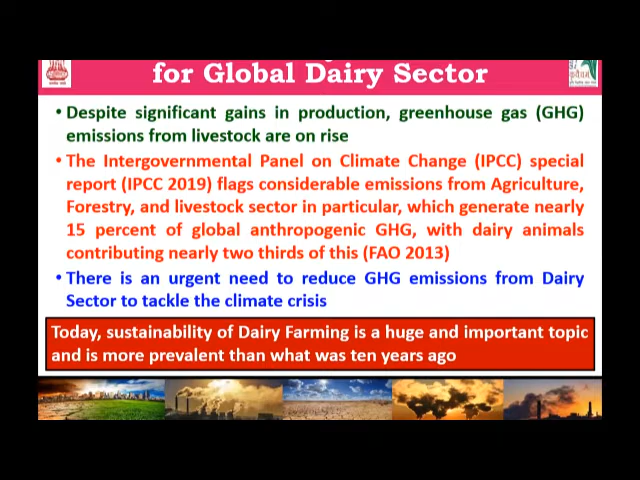 for Global Dairy Sector
• Despite significant gains in production, greenhouse gas (GHG)
emissions from livestock are on rise
• The Intergovernmental Panel on Climate Change (IPCC) special
report (IPCC 2019) flags considerable emissions from Agriculture,
Forestry, and livestock sector in particular, which generate nearly
15 percent of global anthropogenic GHG, with dairy animals
contributing nearly two thirds of this (FAO 2013)
• There is an urgent need to reduce GHG emissions from Dairy
Sector to tackle the climate crisis
Today, sustainability of Dairy Farming is a huge and important topic
and is more prevalent than what was ten years ago